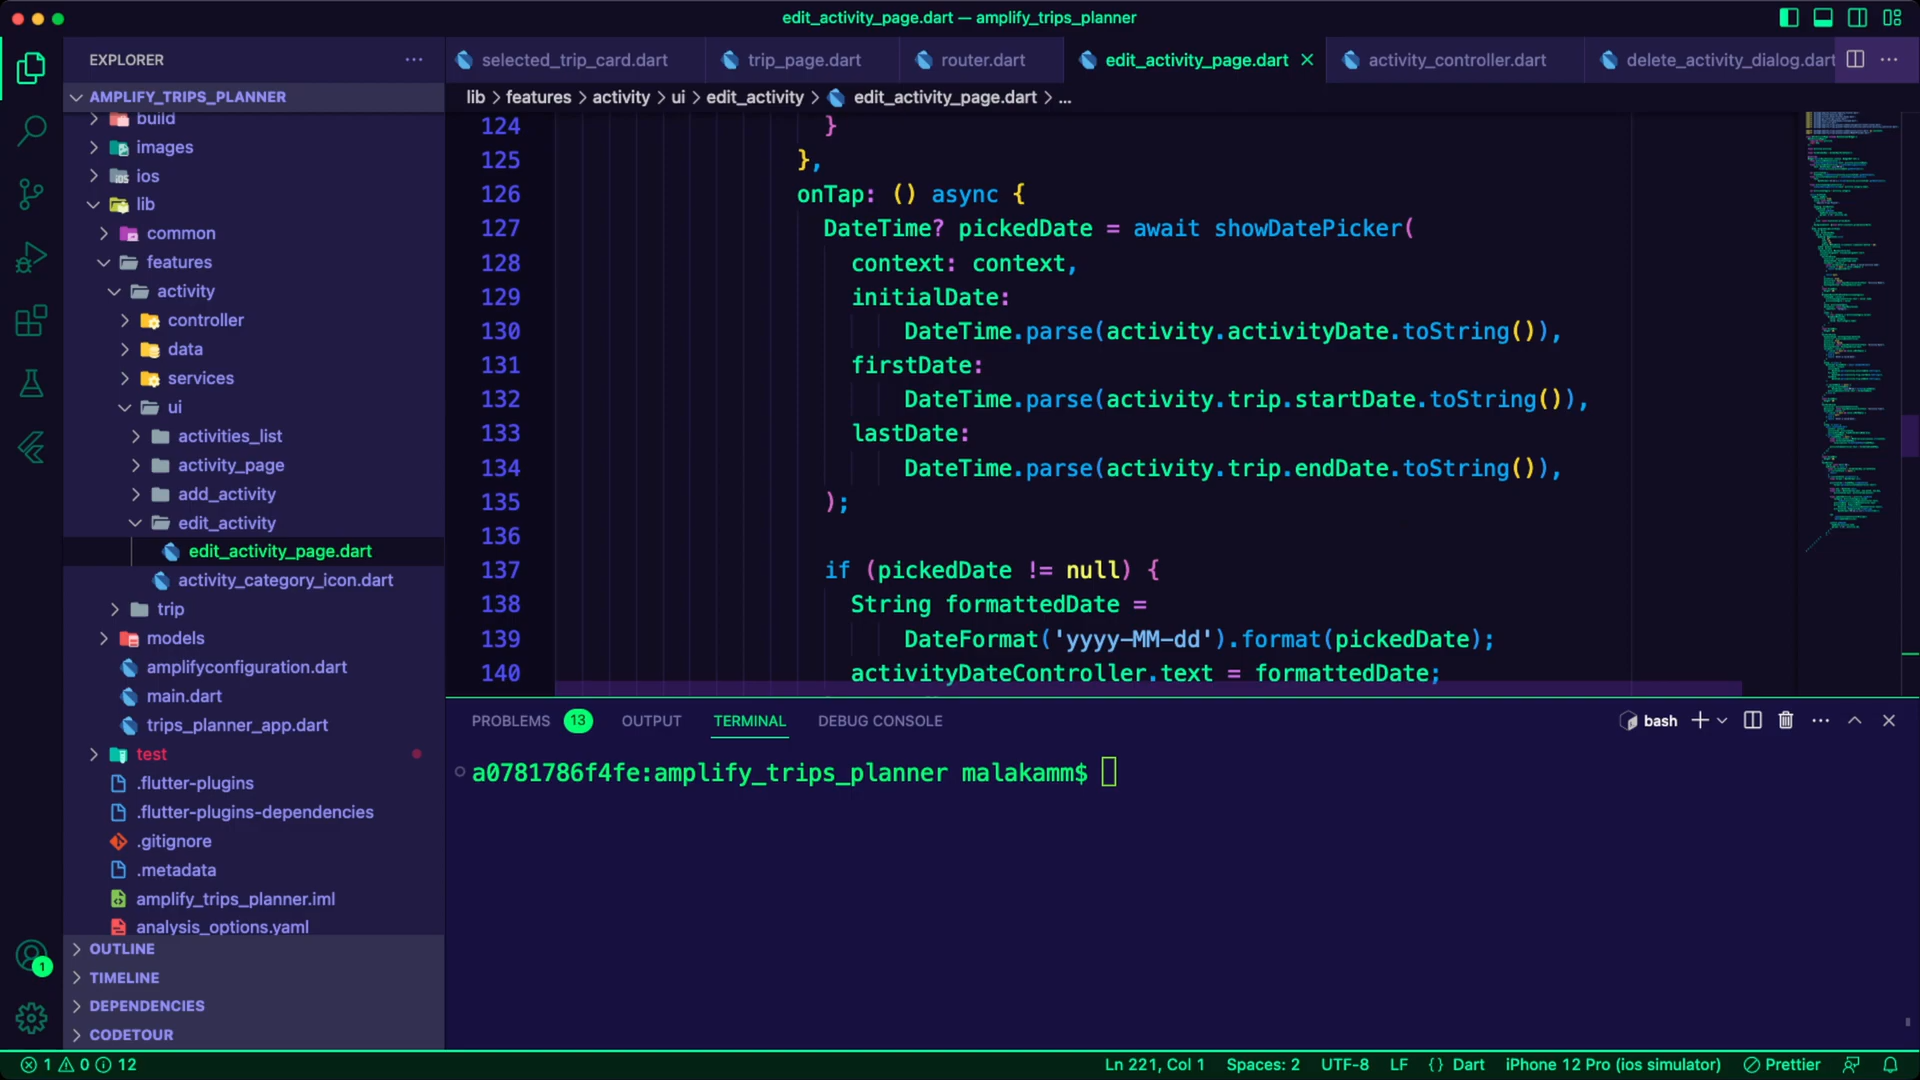 edit_activity_page.dart — amplify_trips_planner
EXPLORER
selected_trip_card.dart
trip_page.dart
router.dart
edit_activity_page.dart
activity_controller.dart
delete_activity_dialog.dart
AMPLIFY_TRIPS_PLANNER
lib > features > activity > ui > edit_activity > edit_activity_page.dart > ...
build
images
ios
lib
common
features
activity
controller
data
services
ui
activities_list
activity_page
add_activity
edit_activity
edit_activity_page.dart
activity_category_icon.dart
trip
models
amplifyconfiguration.dart
main.dart
trips_planner_app.dart
test
.flutter-plugins
.flutter-plugins-dependencies
.gitignore
.metadata
amplify_trips_planner.iml
analysis_options.yaml
OUTLINE
TIMELINE
DEPENDENCIES
CODETOUR
124 }
125 },
126 onTap: () async {
127 DateTime? pickedDate = await showDatePicker(
128 context: context,
129 initialDate:
130 DateTime.parse(activity.activityDate.toString()),
131 firstDate:
132 DateTime.parse(activity.trip.startDate.toString()),
133 lastDate:
134 DateTime.parse(activity.trip.endDate.toString()),
135 );
136
137 if (pickedDate != null) {
138 String formattedDate =
139 DateFormat('yyyy-MM-dd').format(pickedDate);
140 activityDateController.text = formattedDate;
PROBLEMS 13 OUTPUT TERMINAL DEBUG CONSOLE
bash
a0781786f4fe:amplify_trips_planner malakamm$
1
1 0 12
Ln 221, Col 1 Spaces: 2 UTF-8 LF {} Dart iPhone 12 Pro (ios simulator) Prettier